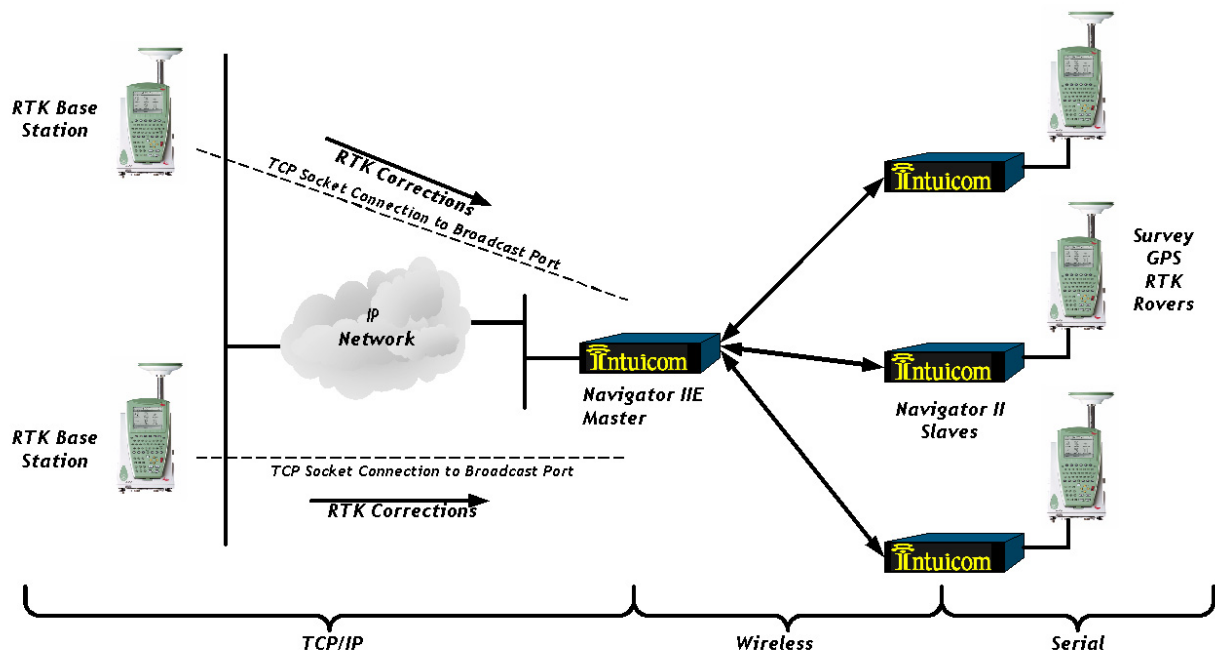 RTK Base
Station
RTK Corrections
TCP Socket Connection to Broadcast Port
IP
Network
Intuicom
Navigator IIE
Master
RTK Base
Station
TCP Socket Connection to Broadcast Port
RTK Corrections
Intuicom
Intuicom
Navigator II
Slaves
Intuicom
Survey
GPS
RTK
Rovers
TCP/IP
Wireless
Serial